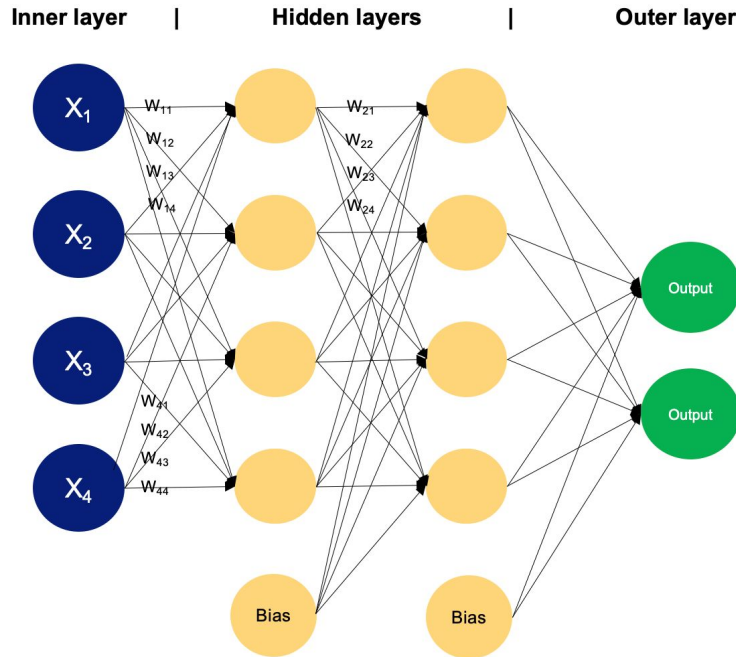 Inner layer | Hidden layers | Outer layer
X₁
W₁₁
W₁₂
W₁₃
W₁₄
W₂₁
W₂₂
W₂₃
W₂₄
X₂
X₃
X₄
W₄₁
W₄₂
W₄₃
W₄₄
Output
Output
Bias
Bias